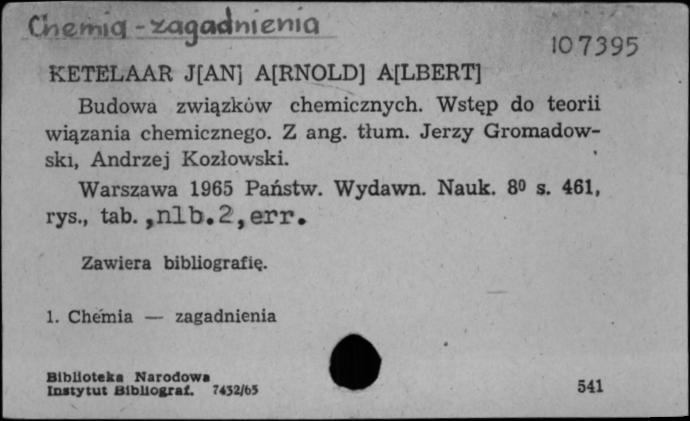 Chemia - zagadnienia
107395
KETELAAR J[AN] A[RNOLD] A[LBERT]
Budowa związków chemicznych. Wstęp do teorii
wiązania chemicznego. Z ang. tłum. Jerzy Gromadow-
ski, Andrzej Kozłowski.
Warszawa 1965 Państw. Wydawn. Nauk. 8⁰ s. 461,
rys., tab. ,nlb.2,err.
Zawiera bibliografię.
1. Chemia — zagadnienia
Biblioteka Narodowa
Instytut Bibliograf. 7432/65
541